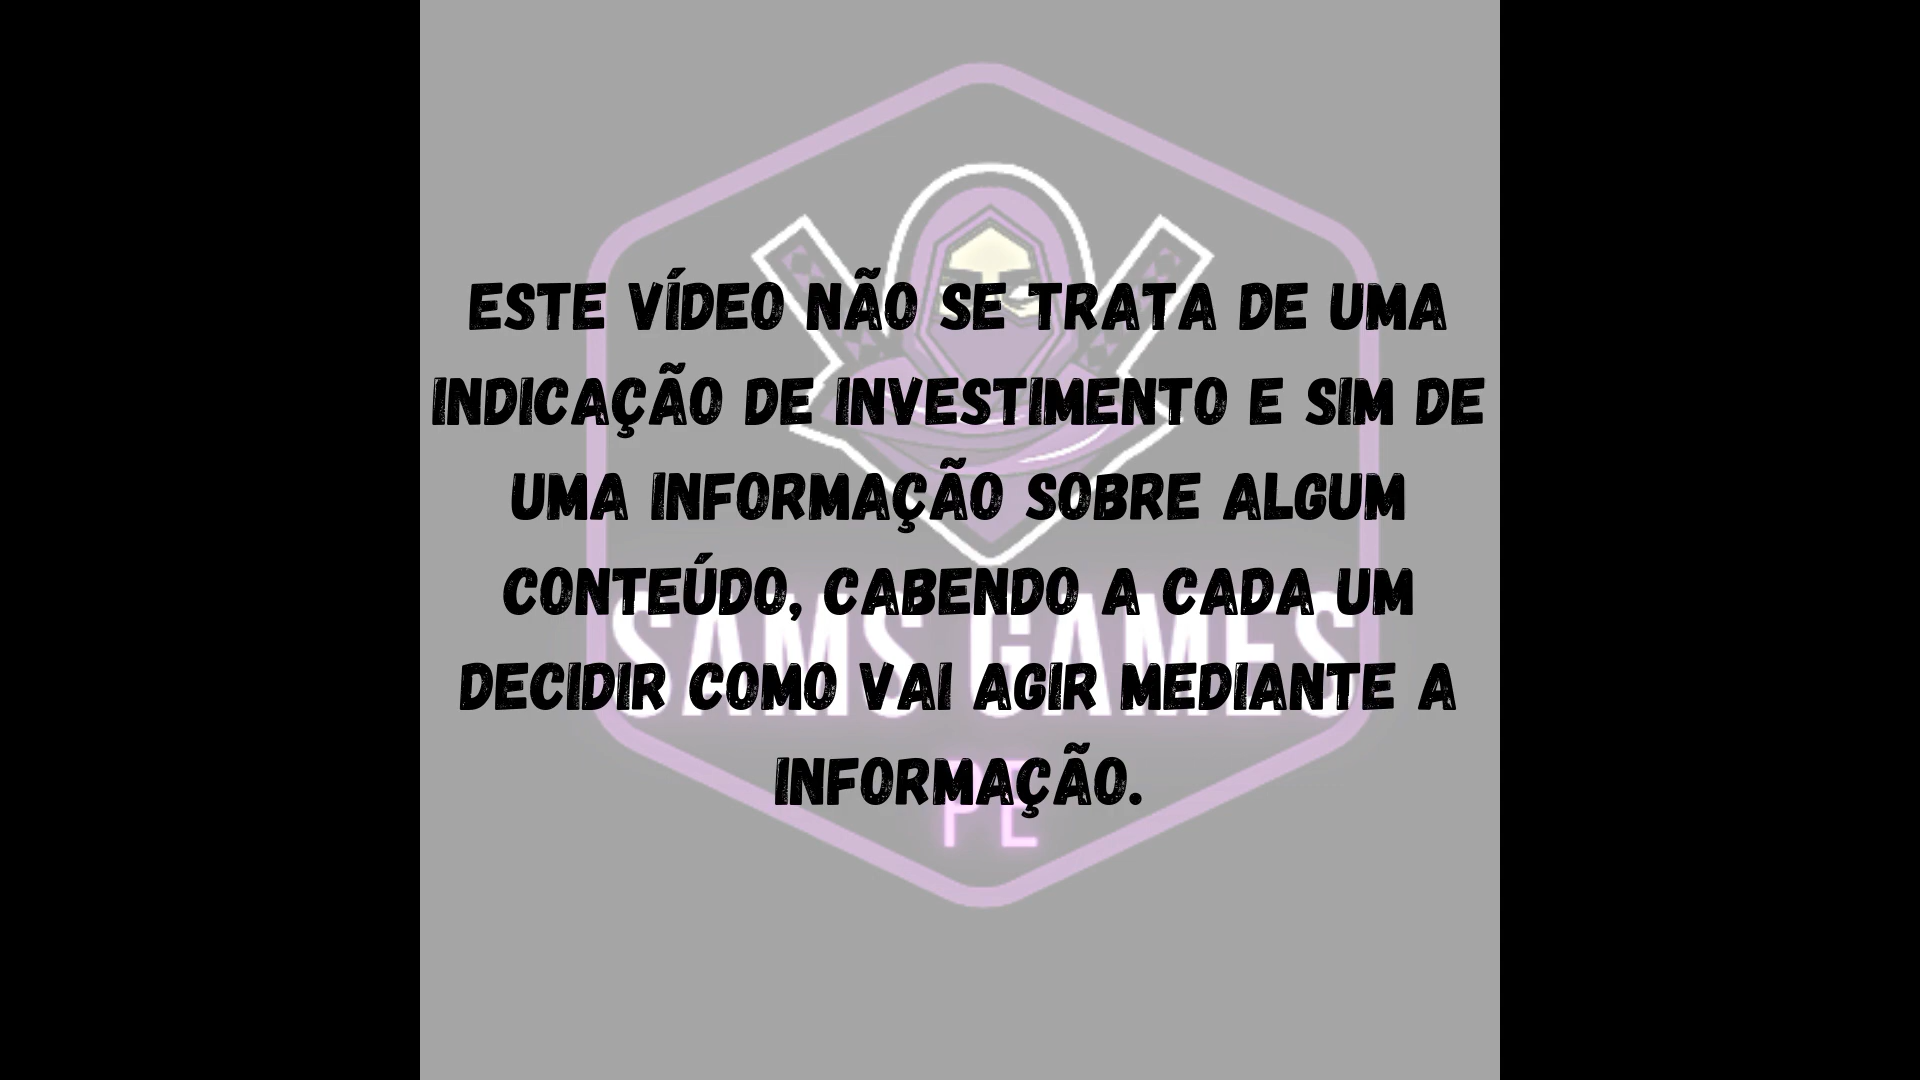 ESTE VÍDEO NÃO SE TRATA DE UMA
INDICAÇÃO DE INVESTIMENTO E SIM DE
UMA INFORMAÇÃO SOBRE ALGUM
CONTEÚDO, CABENDO A CADA UM
SAMS GAMES
DECIDIR COMO VAI AGIR MEDIANTE A
INFORMAÇÃO.
PE